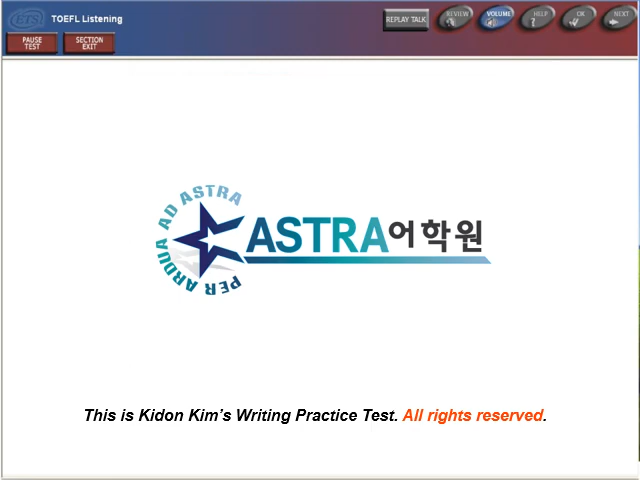 ETS
TOEFL Listening
REPLAY TALK
REVIEW
VOLUME
HELP
OK
NEXT
PAUSE
TEST
SECTION
EXIT
PER ARDUA AD ASTRA
ASTRA어학원
This is Kidon Kim's Writing Practice Test. All rights reserved.